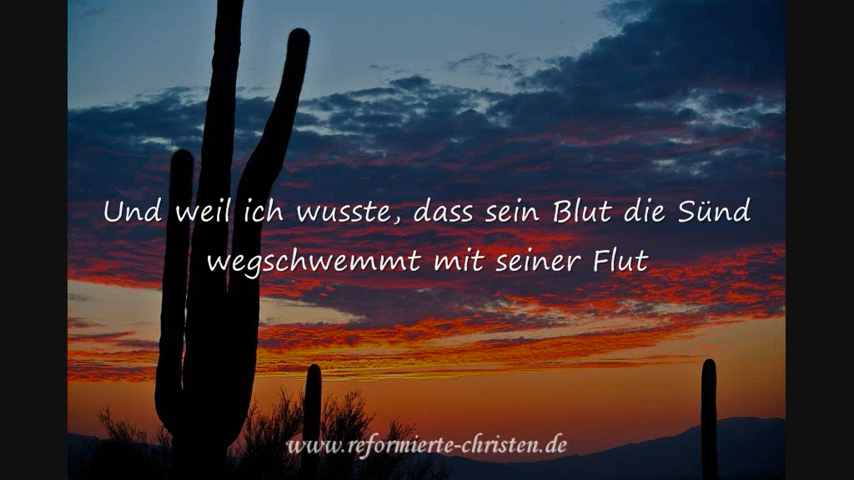 Und weil ich wusste, dass sein Blut die Sünd
wegschwemmt mit seiner Flut
www.reformierte-christen.de